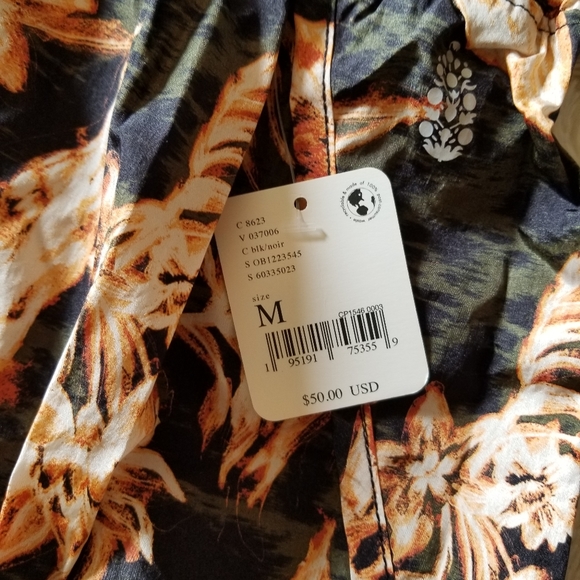 C 8623
V 037006
C blk/noir
S OB1223545
S 60335023
size
M
CP1546 0003
1 95191 75355 9
$50.00 USD